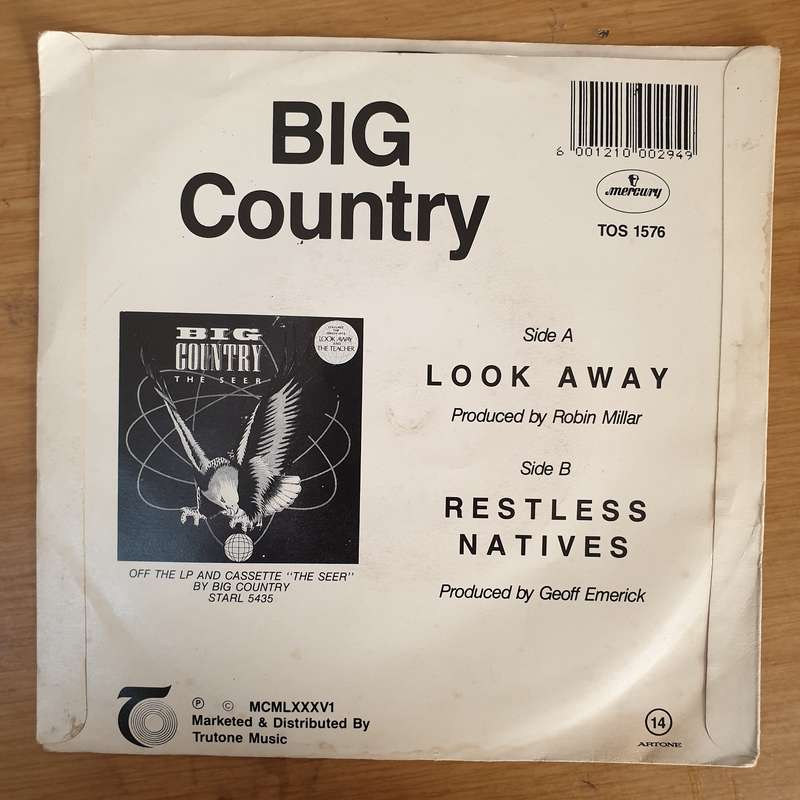 BIG
Country
6 001210 002949
mercury
TOS 1576
BIG
COUNTRY
THE SEER
LOOK AWAY
AND
THE TEACHER
OFF THE LP AND CASSETTE "THE SEER"
BY BIG COUNTRY
STARL 5435
Side A
LOOK AWAY
Produced by Robin Millar
Side B
RESTLESS
NATIVES
Produced by Geoff Emerick
Ⓟ © MCMLXXXV1
Marketed & Distributed By
Trutone Music
14
ARTONE